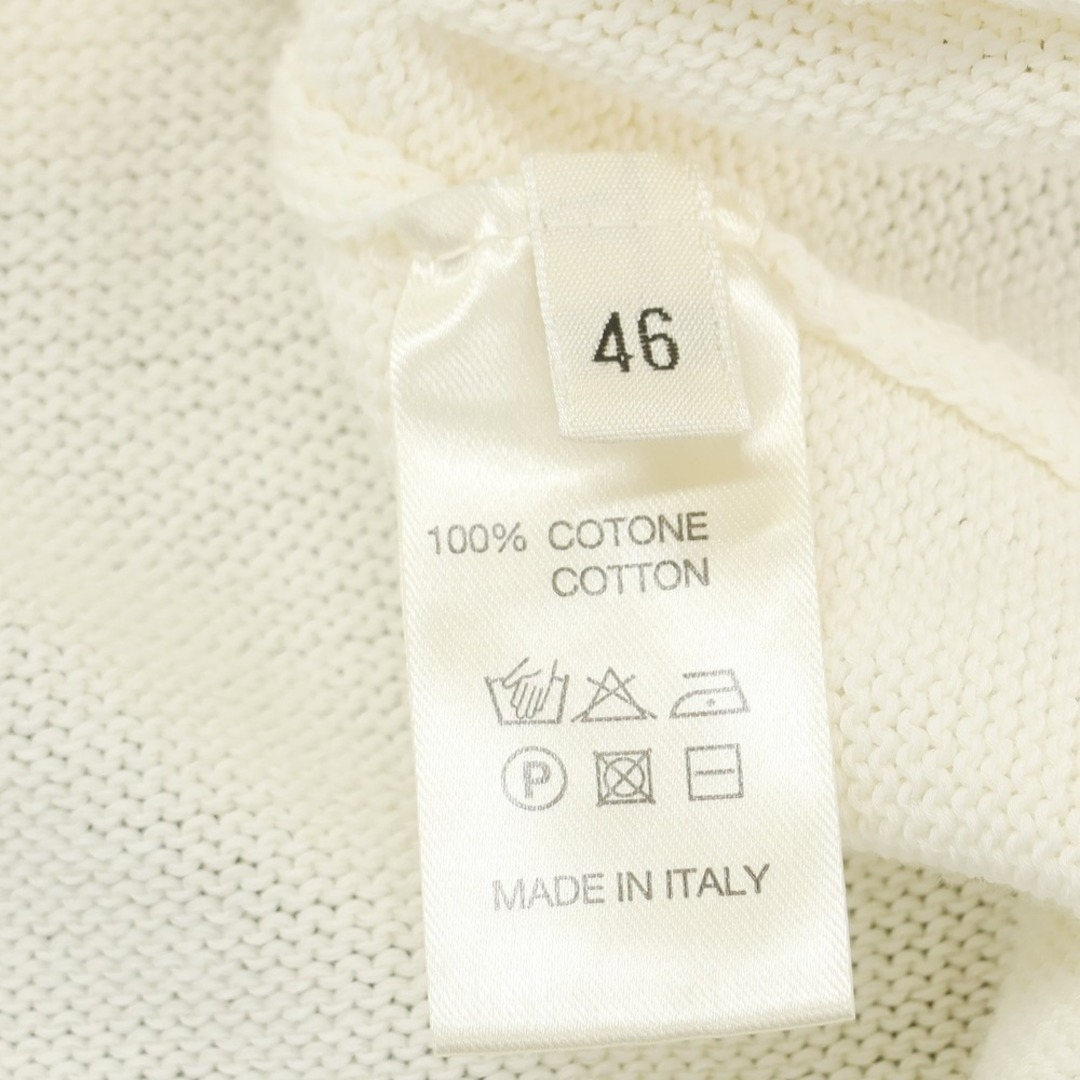 46
100% COTONE
COTTON
P
MADE IN ITALY